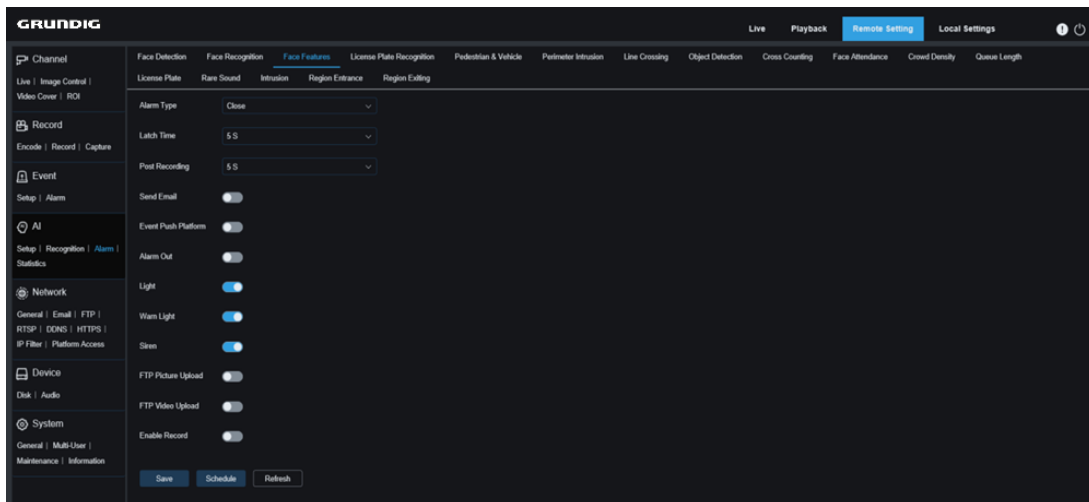 GRUNDIG
Live Playback Remote Setting Local Settings
Channel
Live | Image Control |
Video Cover | ROI
Record
Encode | Record | Capture
Event
Setup | Alarm
AI
Setup | Recognition | Alarm |
Statistics
Network
General | Email | FTP |
RTSP | DDNS | HTTPS |
IP Filter | Platform Access
Device
Disk | Audio
System
General | Multi-User |
Maintenance | Information
Face Detection Face Recognition Face Features License Plate Recognition Pedestrian & Vehicle Perimeter Intrusion Line Crossing Object Detection Cross Counting Face Attendance Crowd Density Queue Length
License Plate Rare Sound Intrusion Region Entrance Region Exiting
Alarm Type Close
Latch Time 5 S
Post Recording 5 S
Send Email
Event Push Platform
Alarm Out
Light
Warn Light
Siren
FTP Picture Upload
FTP Video Upload
Enable Record
Save Schedule Refresh